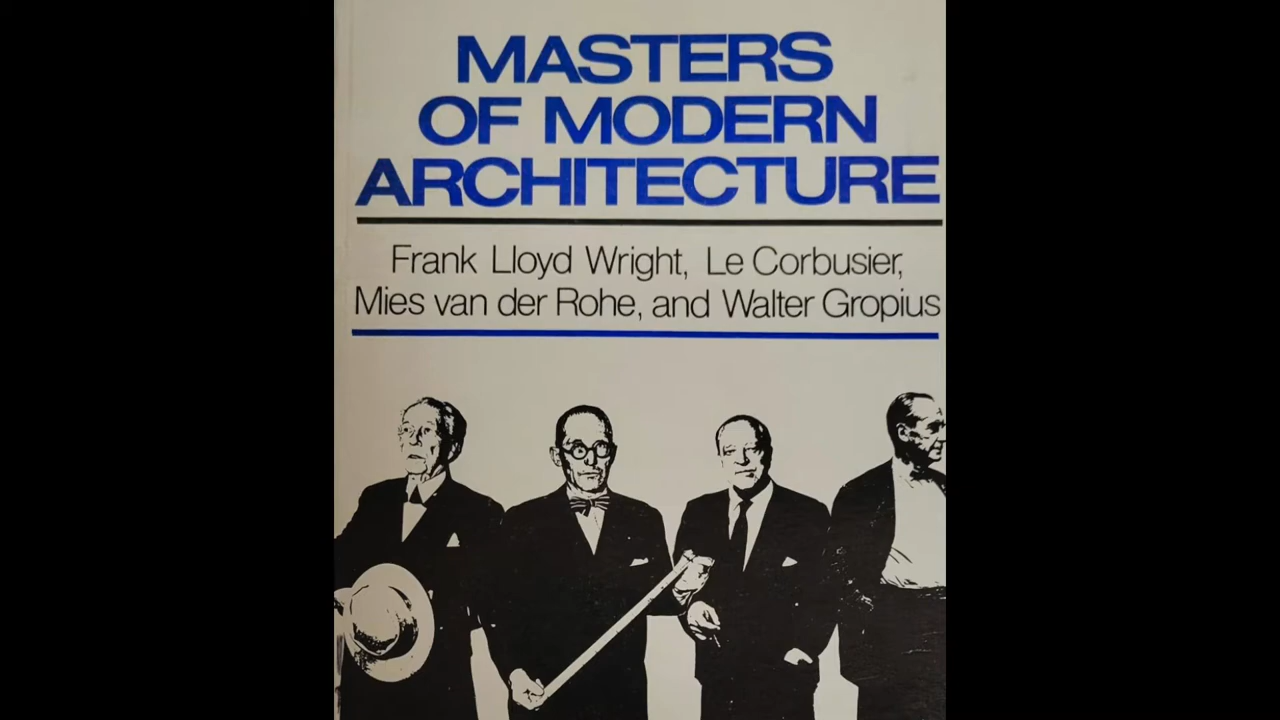 MASTERS
OF MODERN
ARCHITECTURE
Frank Lloyd Wright, Le Corbusier,
Mies van der Rohe, and Walter Gropius